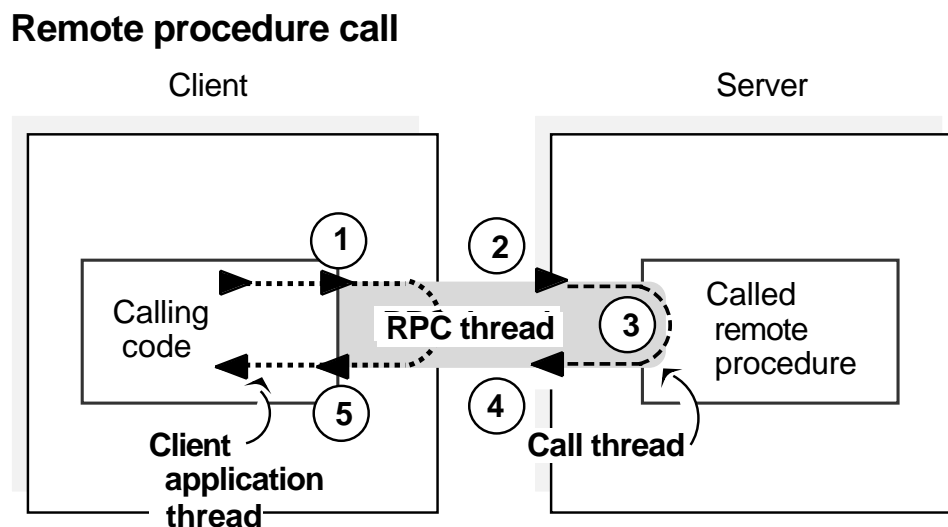 Remote procedure call
Client
Server
1
2
Calling
code
RPC thread
3
Called
remote
procedure
5
4
Client
application
thread
Call thread